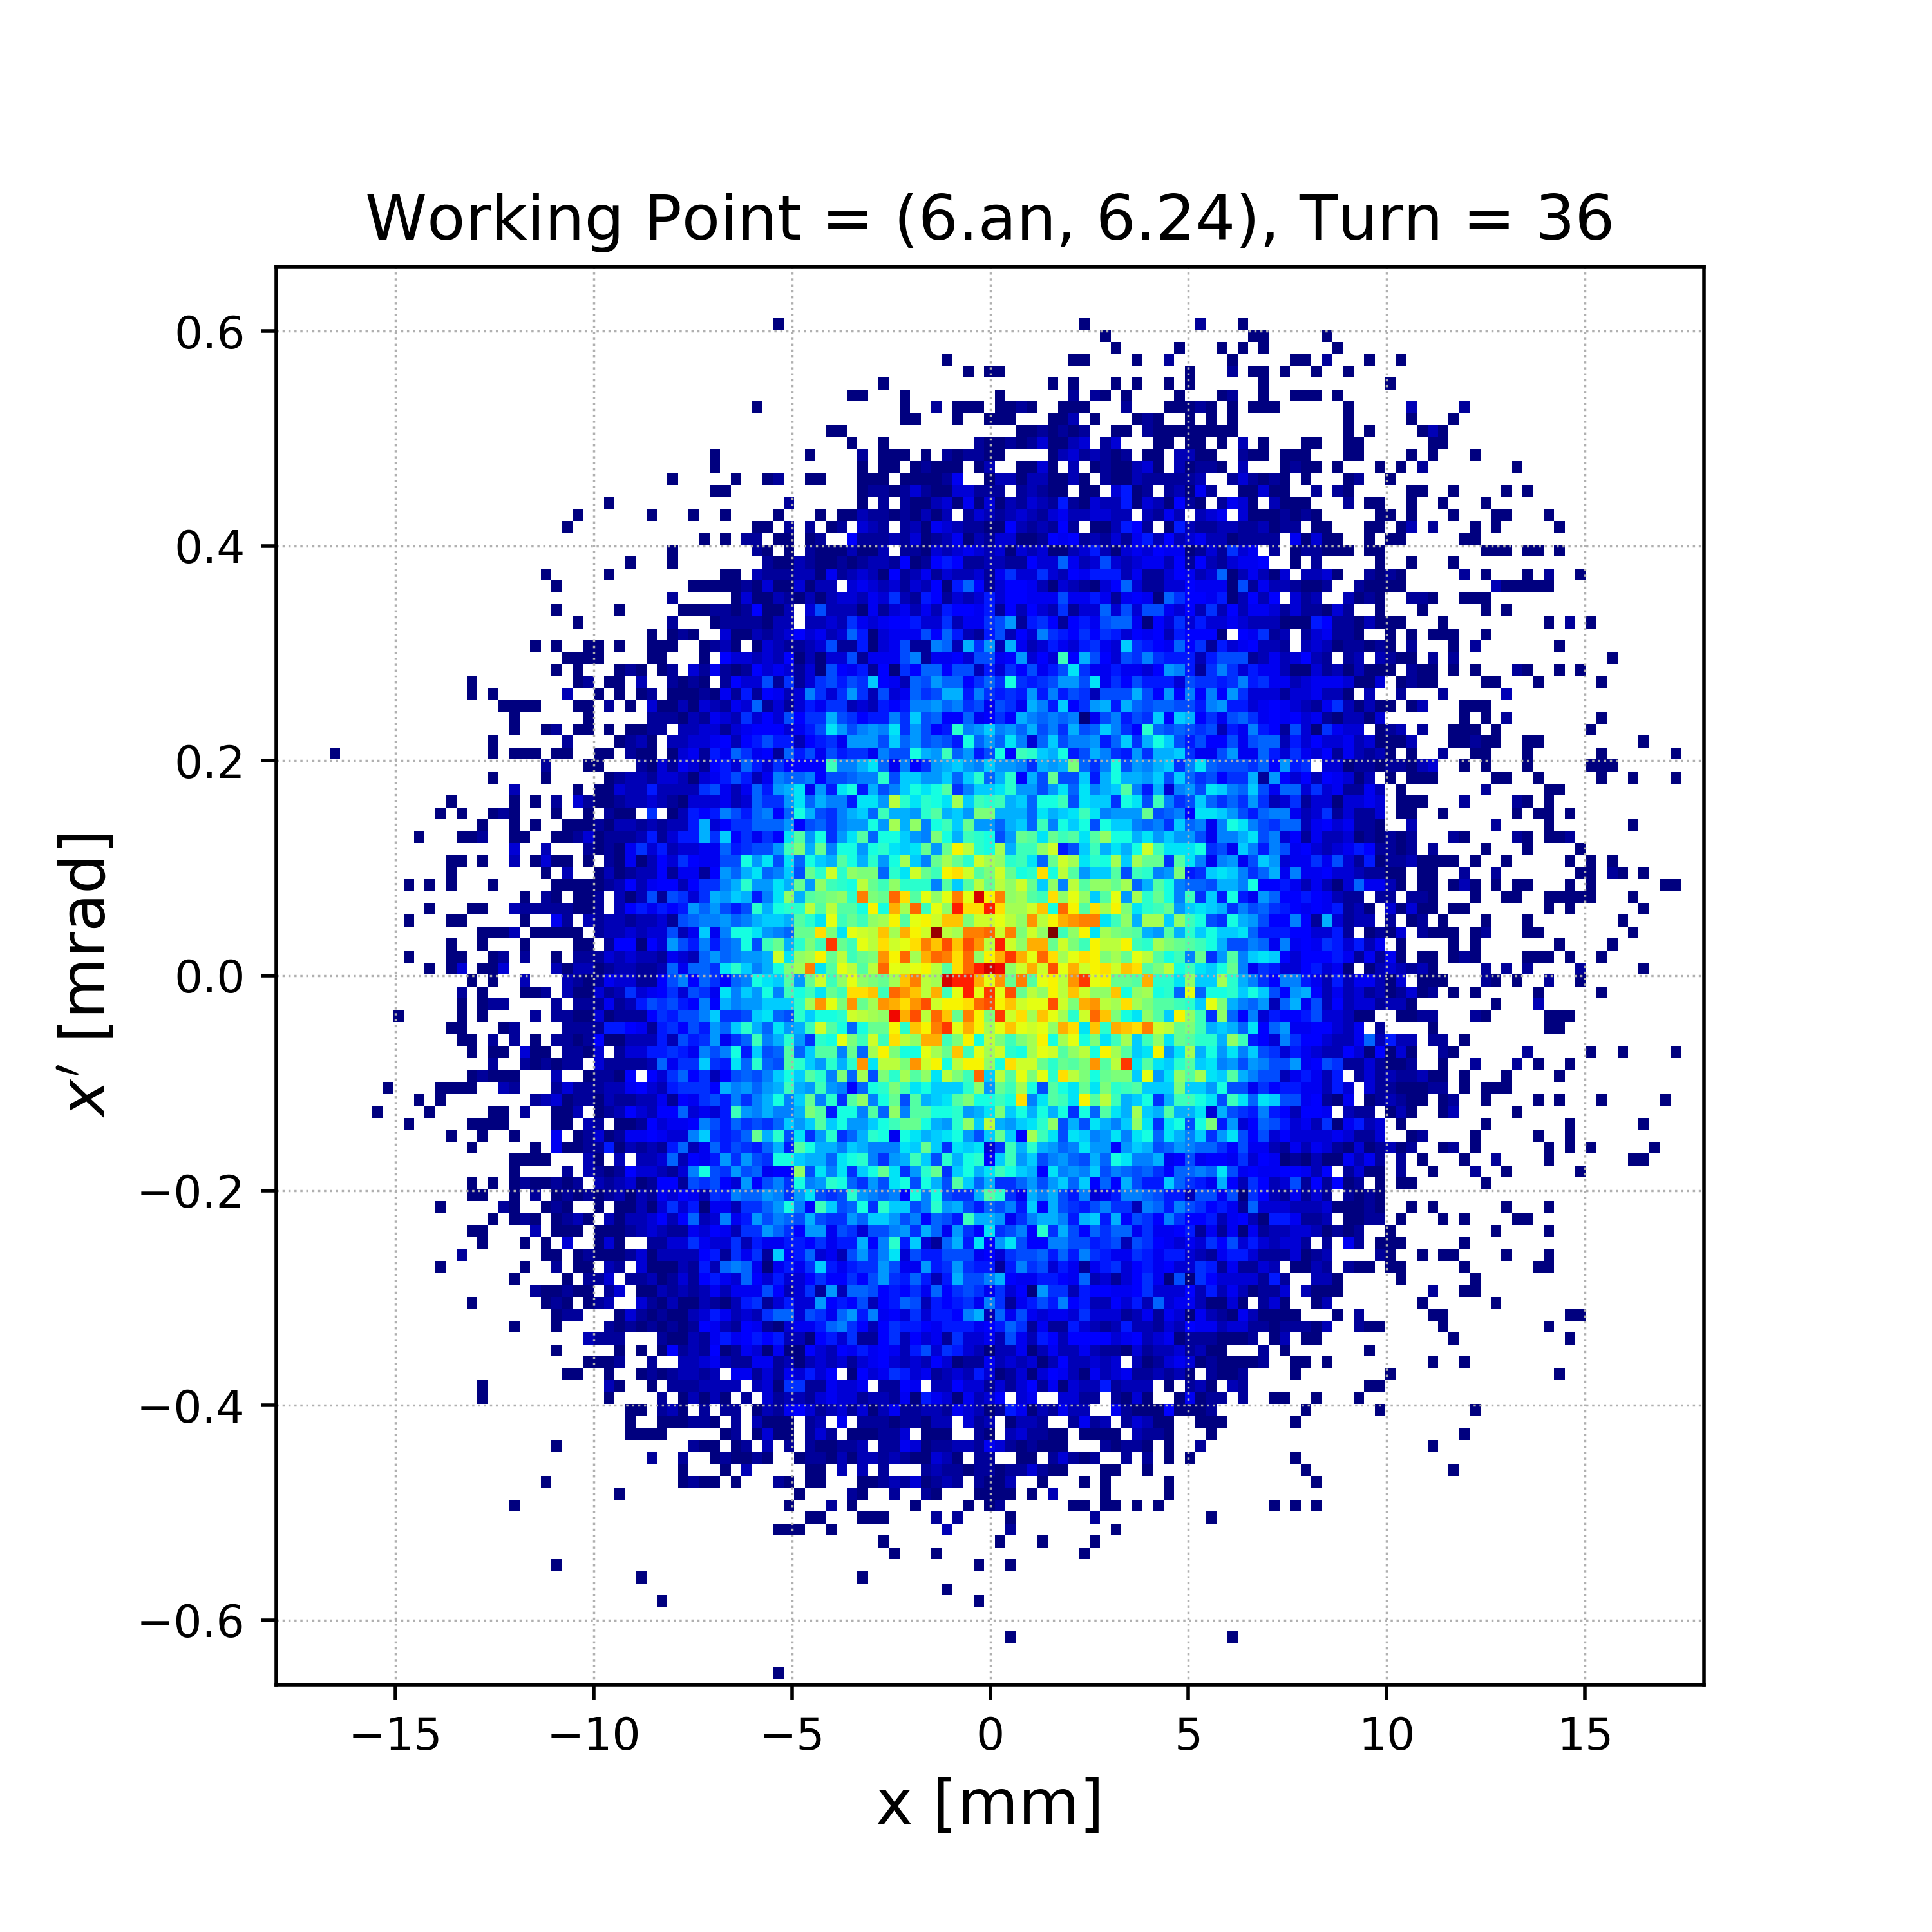 Working Point = (6.an, 6.24), Turn = 36
0.6
0.4
0.2
0.0
−0.2
−0.4
−0.6
x′ [mrad]
−15 −10 −5 0 5 10 15
x [mm]